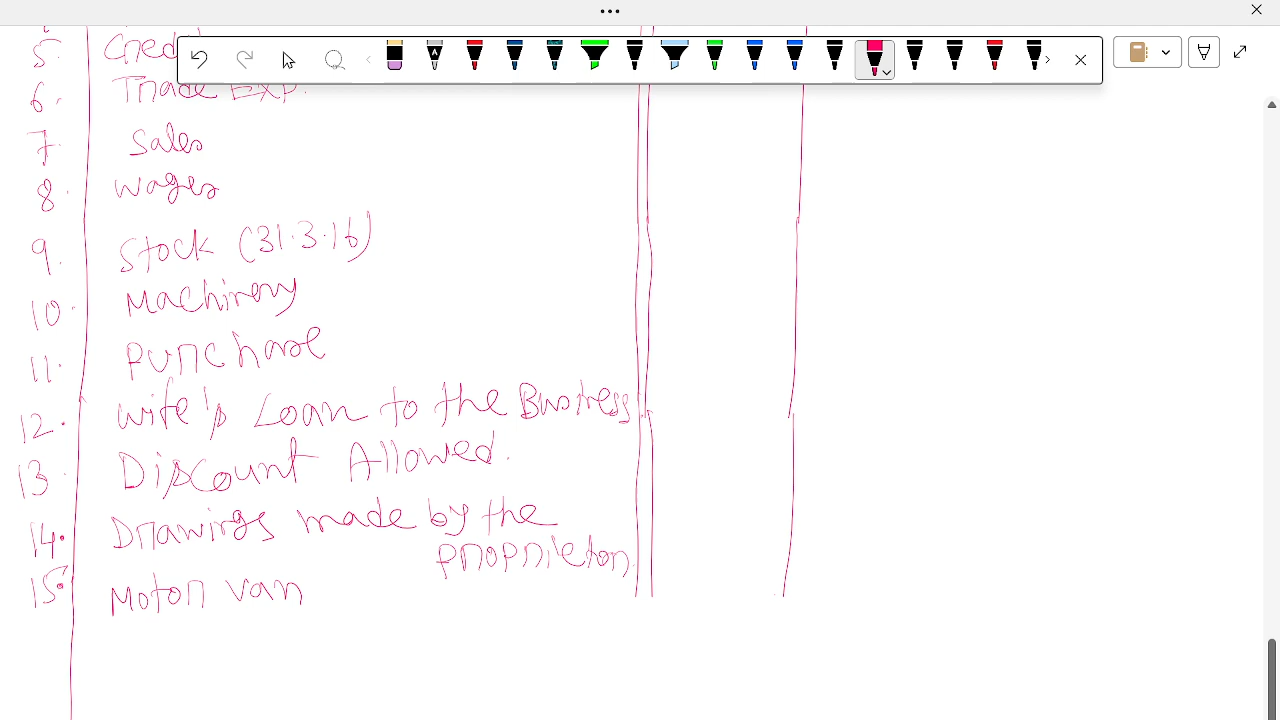 5.
6. Trade Exp.
7. Sales
8. wages
9. Stock (31.3.16)
10. Machinery
11. Purchase
12. Wife's Loan to the Business
13. Discount Allowed.
14. Drawings made by the
proprietor
15. Motor van